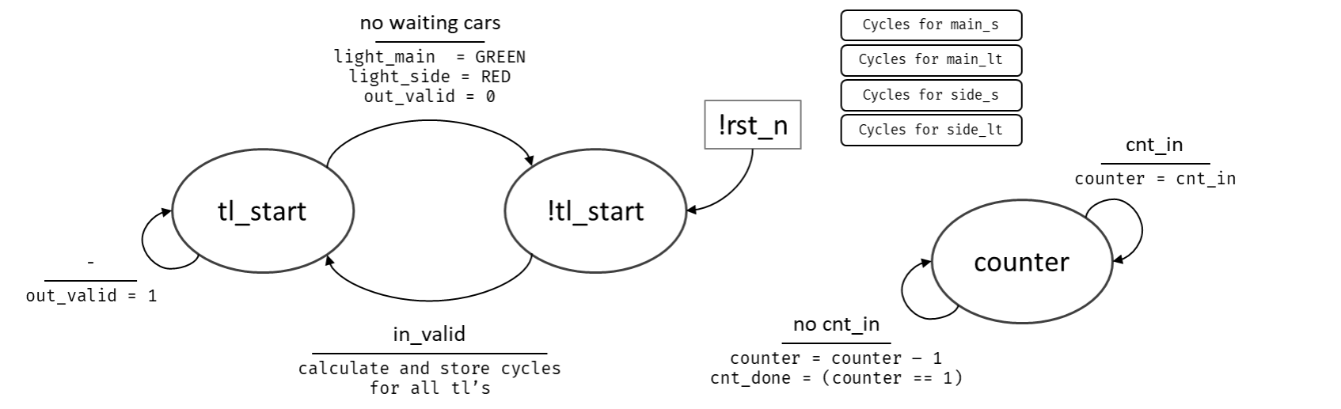 no waiting cars
light_main  = GREEN
light_side = RED
out_valid = 0
!rst_n
Cycles for main_s
Cycles for main_lt
Cycles for side_s
Cycles for side_lt
tl_start
!tl_start
-
out_valid = 1
in_valid
calculate and store cycles
for all tl’s
cnt_in
counter = cnt_in
counter
no cnt_in
counter = counter – 1
cnt_done = (counter == 1)